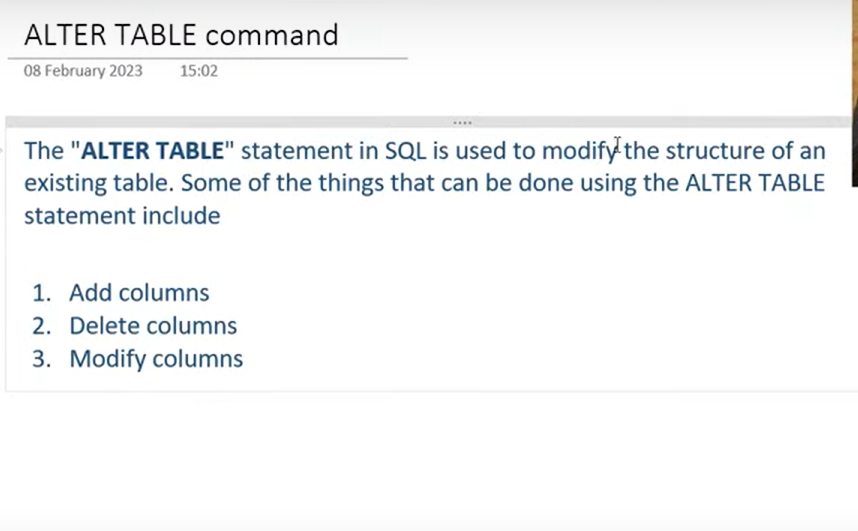 ALTER TABLE command
08 February 2023 15:02
The "ALTER TABLE" statement in SQL is used to modify the structure of an
existing table. Some of the things that can be done using the ALTER TABLE
statement include
1. Add columns
2. Delete columns
3. Modify columns